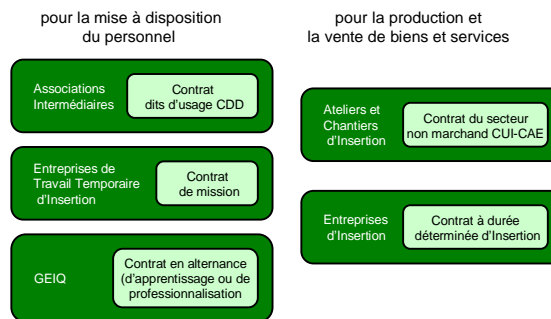 pour la mise à disposition
du personnel
Associations
Intermédiaires
Contrat
dits d'usage CDD
Entreprises de
Travail Temporaire
d'Insertion
Contrat
de mission
GEIQ
Contrat en alternance
(d'apprentissage ou de
professionnalisation
pour la production et
la vente de biens et services
Ateliers et
Chantiers
d'Insertion
Contrat du secteur
non marchand CUI-CAE
Entreprises
d'Insertion
Contrat à durée
déterminée d'Insertion